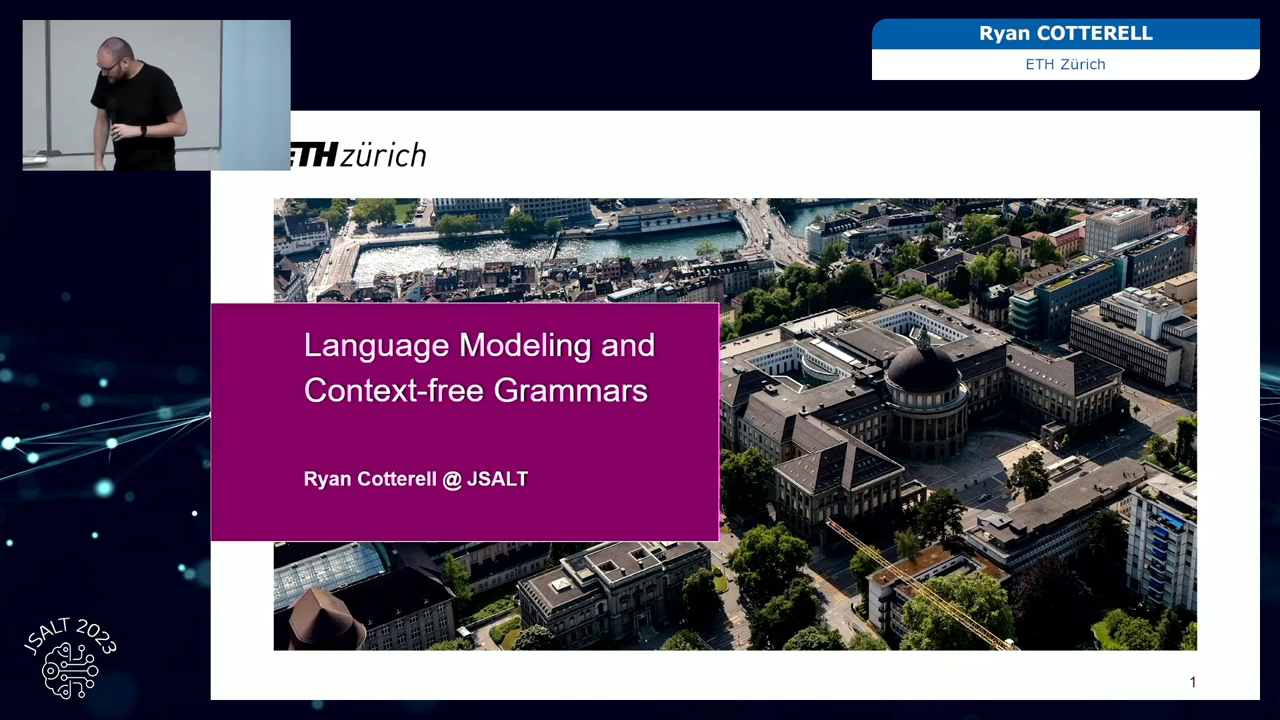 Ryan COTTERELL
ETH Zürich
ETH zürich
Language Modeling and
Context-free Grammars
Ryan Cotterell @ JSALT
JSALT 2023
1